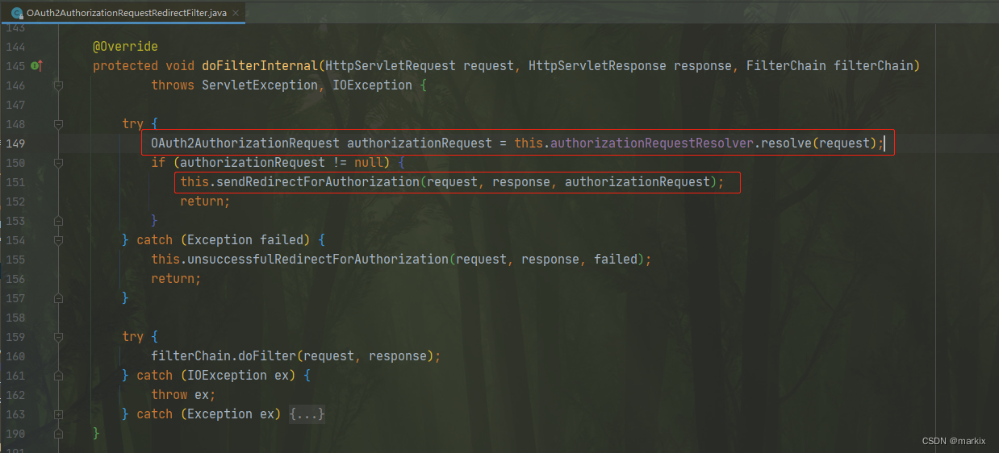 OAuth2AuthorizationRequestRedirectFilter.java
143
144 @Override
145 protected void doFilterInternal(HttpServletRequest request, HttpServletResponse response, FilterChain filterChain)
146 throws ServletException, IOException {
147
148 try {
149 OAuth2AuthorizationRequest authorizationRequest = this.authorizationRequestResolver.resolve(request);
150 if (authorizationRequest != null) {
151 this.sendRedirectForAuthorization(request, response, authorizationRequest);
152 return;
153 }
154 } catch (Exception failed) {
155 this.unsuccessfulRedirectForAuthorization(request, response, failed);
156 return;
157 }
158
159 try {
160 filterChain.doFilter(request, response);
161 } catch (IOException ex) {
162 throw ex;
163 } catch (Exception ex) {...}
190 }
191
CSDN @markix